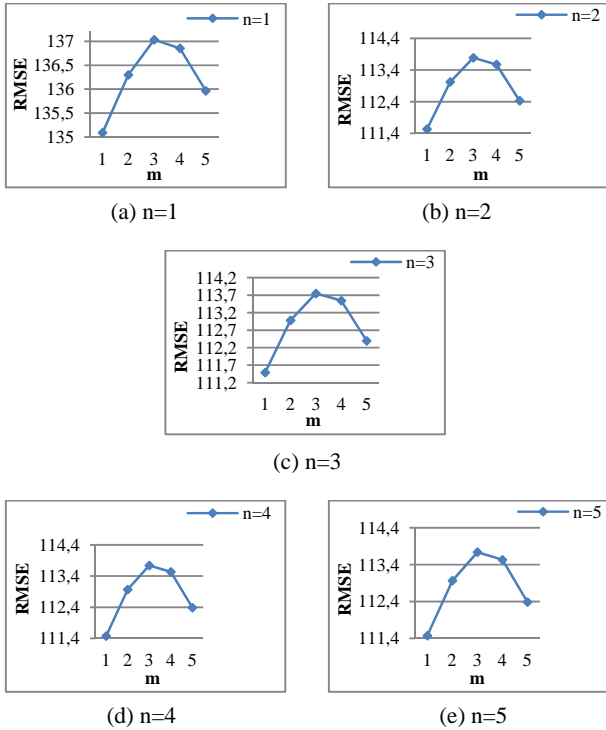 n=1
137
136,5
136
135,5
135
RMSE
1 2 3 4 5
m
(a) n=1
n=2
114,4
113,4
112,4
111,4
RMSE
1 2 3 4 5
m
(b) n=2
n=3
114,2
113,7
113,2
112,7
112,2
111,7
111,2
RMSE
1 2 3 4 5
m
(c) n=3
n=4
114,4
113,4
112,4
111,4
RMSE
1 2 3 4 5
m
(d) n=4
n=5
114,4
113,4
112,4
111,4
RMSE
1 2 3 4 5
m
(e) n=5